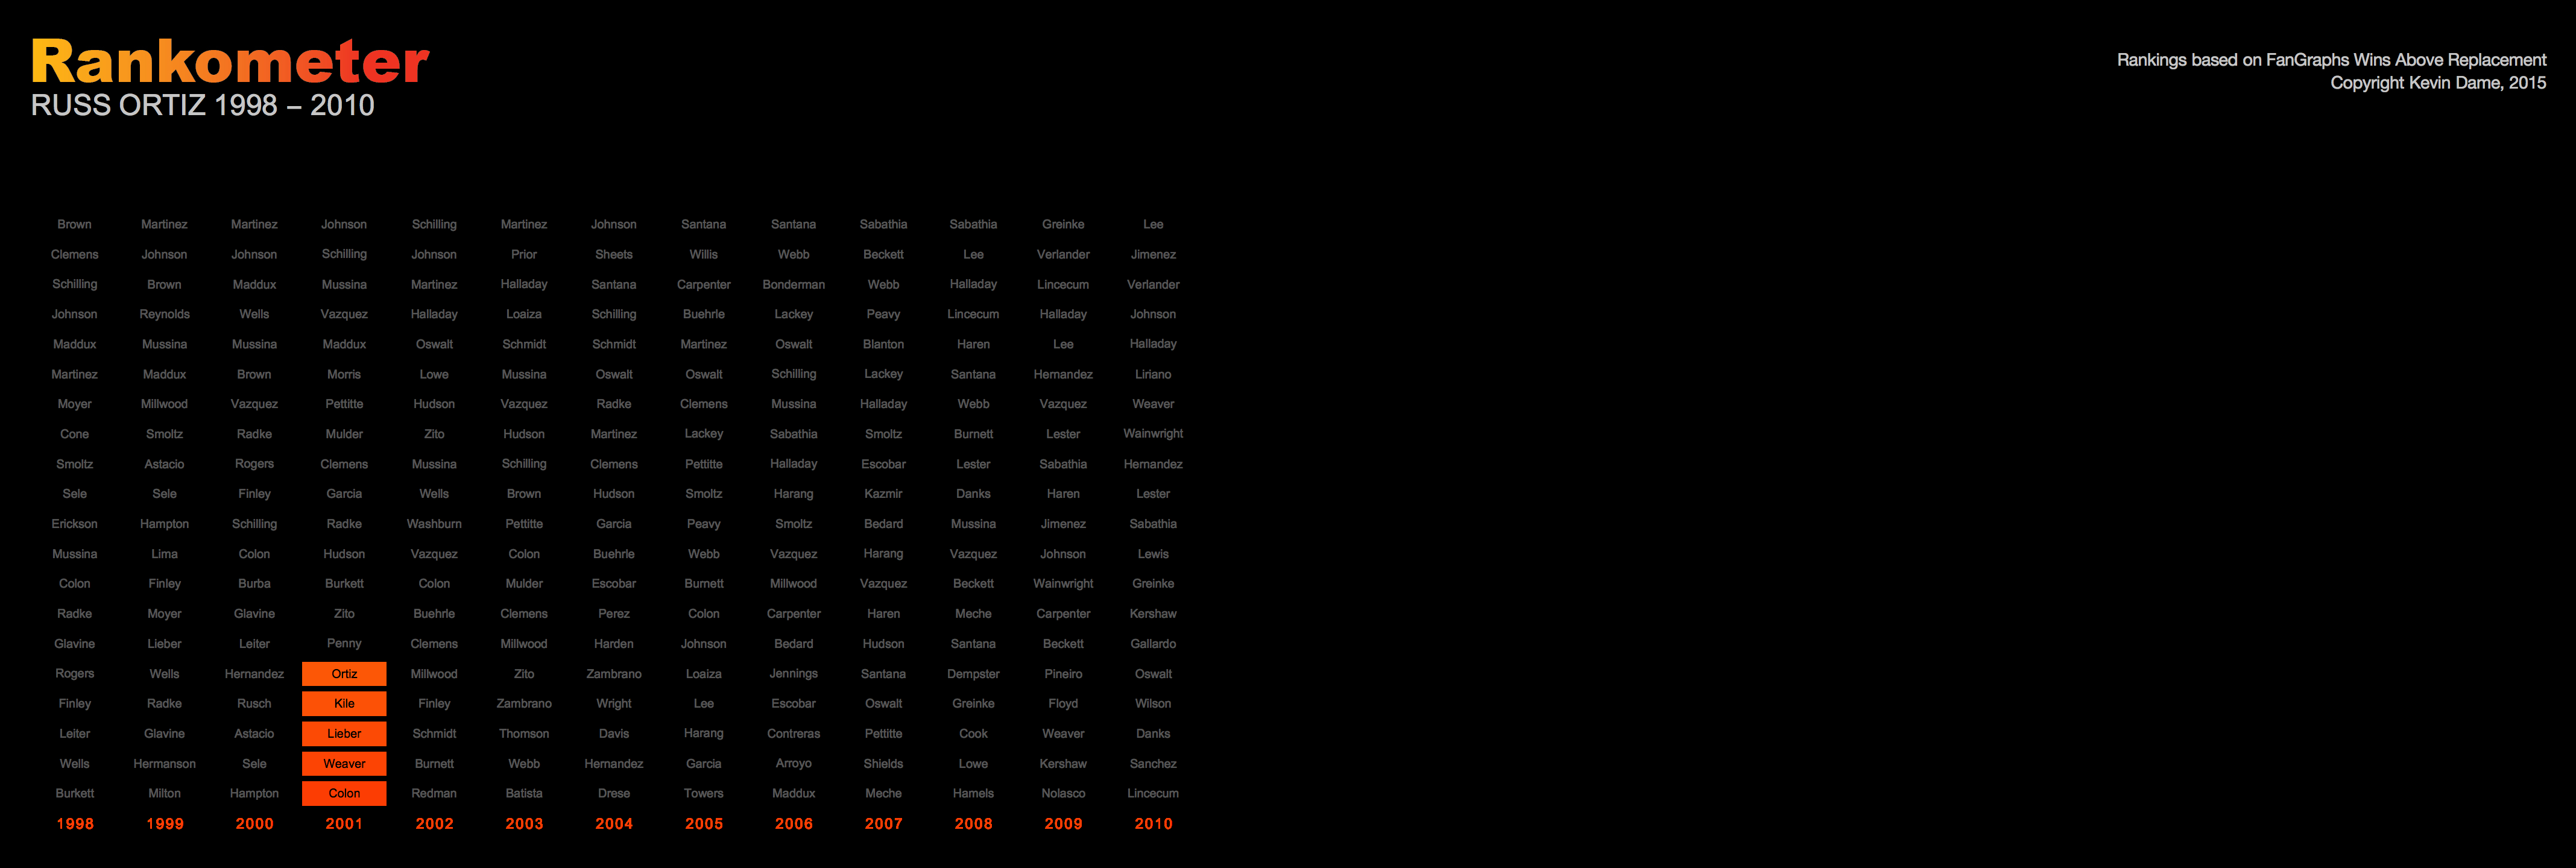 Rankometer
RUSS ORTIZ 1998 – 2010
Rankings based on FanGraphs Wins Above Replacement
Copyright Kevin Dame, 2015
Brown Martinez Martinez Johnson Schilling Martinez Johnson Santana Santana Sabathia Sabathia Greinke Lee
Clemens Johnson Johnson Schilling Johnson Prior Sheets Willis Webb Beckett Lee Verlander Jimenez
Schilling Brown Maddux Mussina Martinez Halladay Santana Carpenter Bonderman Webb Halladay Lincecum Verlander
Johnson Reynolds Wells Vazquez Halladay Loaiza Schilling Buehrle Lackey Peavy Lincecum Halladay Johnson
Maddux Mussina Mussina Maddux Oswalt Schmidt Schmidt Martinez Oswalt Blanton Haren Lee Halladay
Martinez Maddux Brown Morris Lowe Mussina Oswalt Oswalt Schilling Lackey Santana Hernandez Liriano
Moyer Millwood Vazquez Pettitte Hudson Vazquez Radke Clemens Mussina Halladay Webb Vazquez Weaver
Cone Smoltz Radke Mulder Zito Hudson Martinez Lackey Sabathia Smoltz Burnett Lester Wainwright
Smoltz Astacio Rogers Clemens Mussina Schilling Clemens Pettitte Halladay Escobar Lester Sabathia Hernandez
Sele Sele Finley Garcia Wells Brown Hudson Smoltz Harang Kazmir Danks Haren Lester
Erickson Hampton Schilling Radke Washburn Pettitte Garcia Peavy Smoltz Bedard Mussina Jimenez Sabathia
Mussina Lima Colon Hudson Vazquez Colon Buehrle Webb Vazquez Harang Vazquez Johnson Lewis
Colon Finley Burba Burkett Colon Mulder Escobar Burnett Millwood Vazquez Beckett Wainwright Greinke
Radke Moyer Glavine Zito Buehrle Clemens Perez Colon Carpenter Haren Meche Carpenter Kershaw
Glavine Lieber Leiter Penny Clemens Millwood Harden Johnson Bedard Hudson Santana Beckett Gallardo
Rogers Wells Hernandez Ortiz Millwood Zito Zambrano Loaiza Jennings Santana Dempster Pineiro Oswalt
Finley Radke Rusch Kile Finley Zambrano Wright Lee Escobar Oswalt Greinke Floyd Wilson
Leiter Glavine Astacio Lieber Schmidt Thomson Davis Harang Contreras Pettitte Cook Weaver Danks
Wells Hermanson Sele Weaver Burnett Webb Hernandez Garcia Arroyo Shields Lowe Kershaw Sanchez
Burkett Milton Hampton Colon Redman Batista Drese Towers Maddux Meche Hamels Nolasco Lincecum
1998 1999 2000 2001 2002 2003 2004 2005 2006 2007 2008 2009 2010